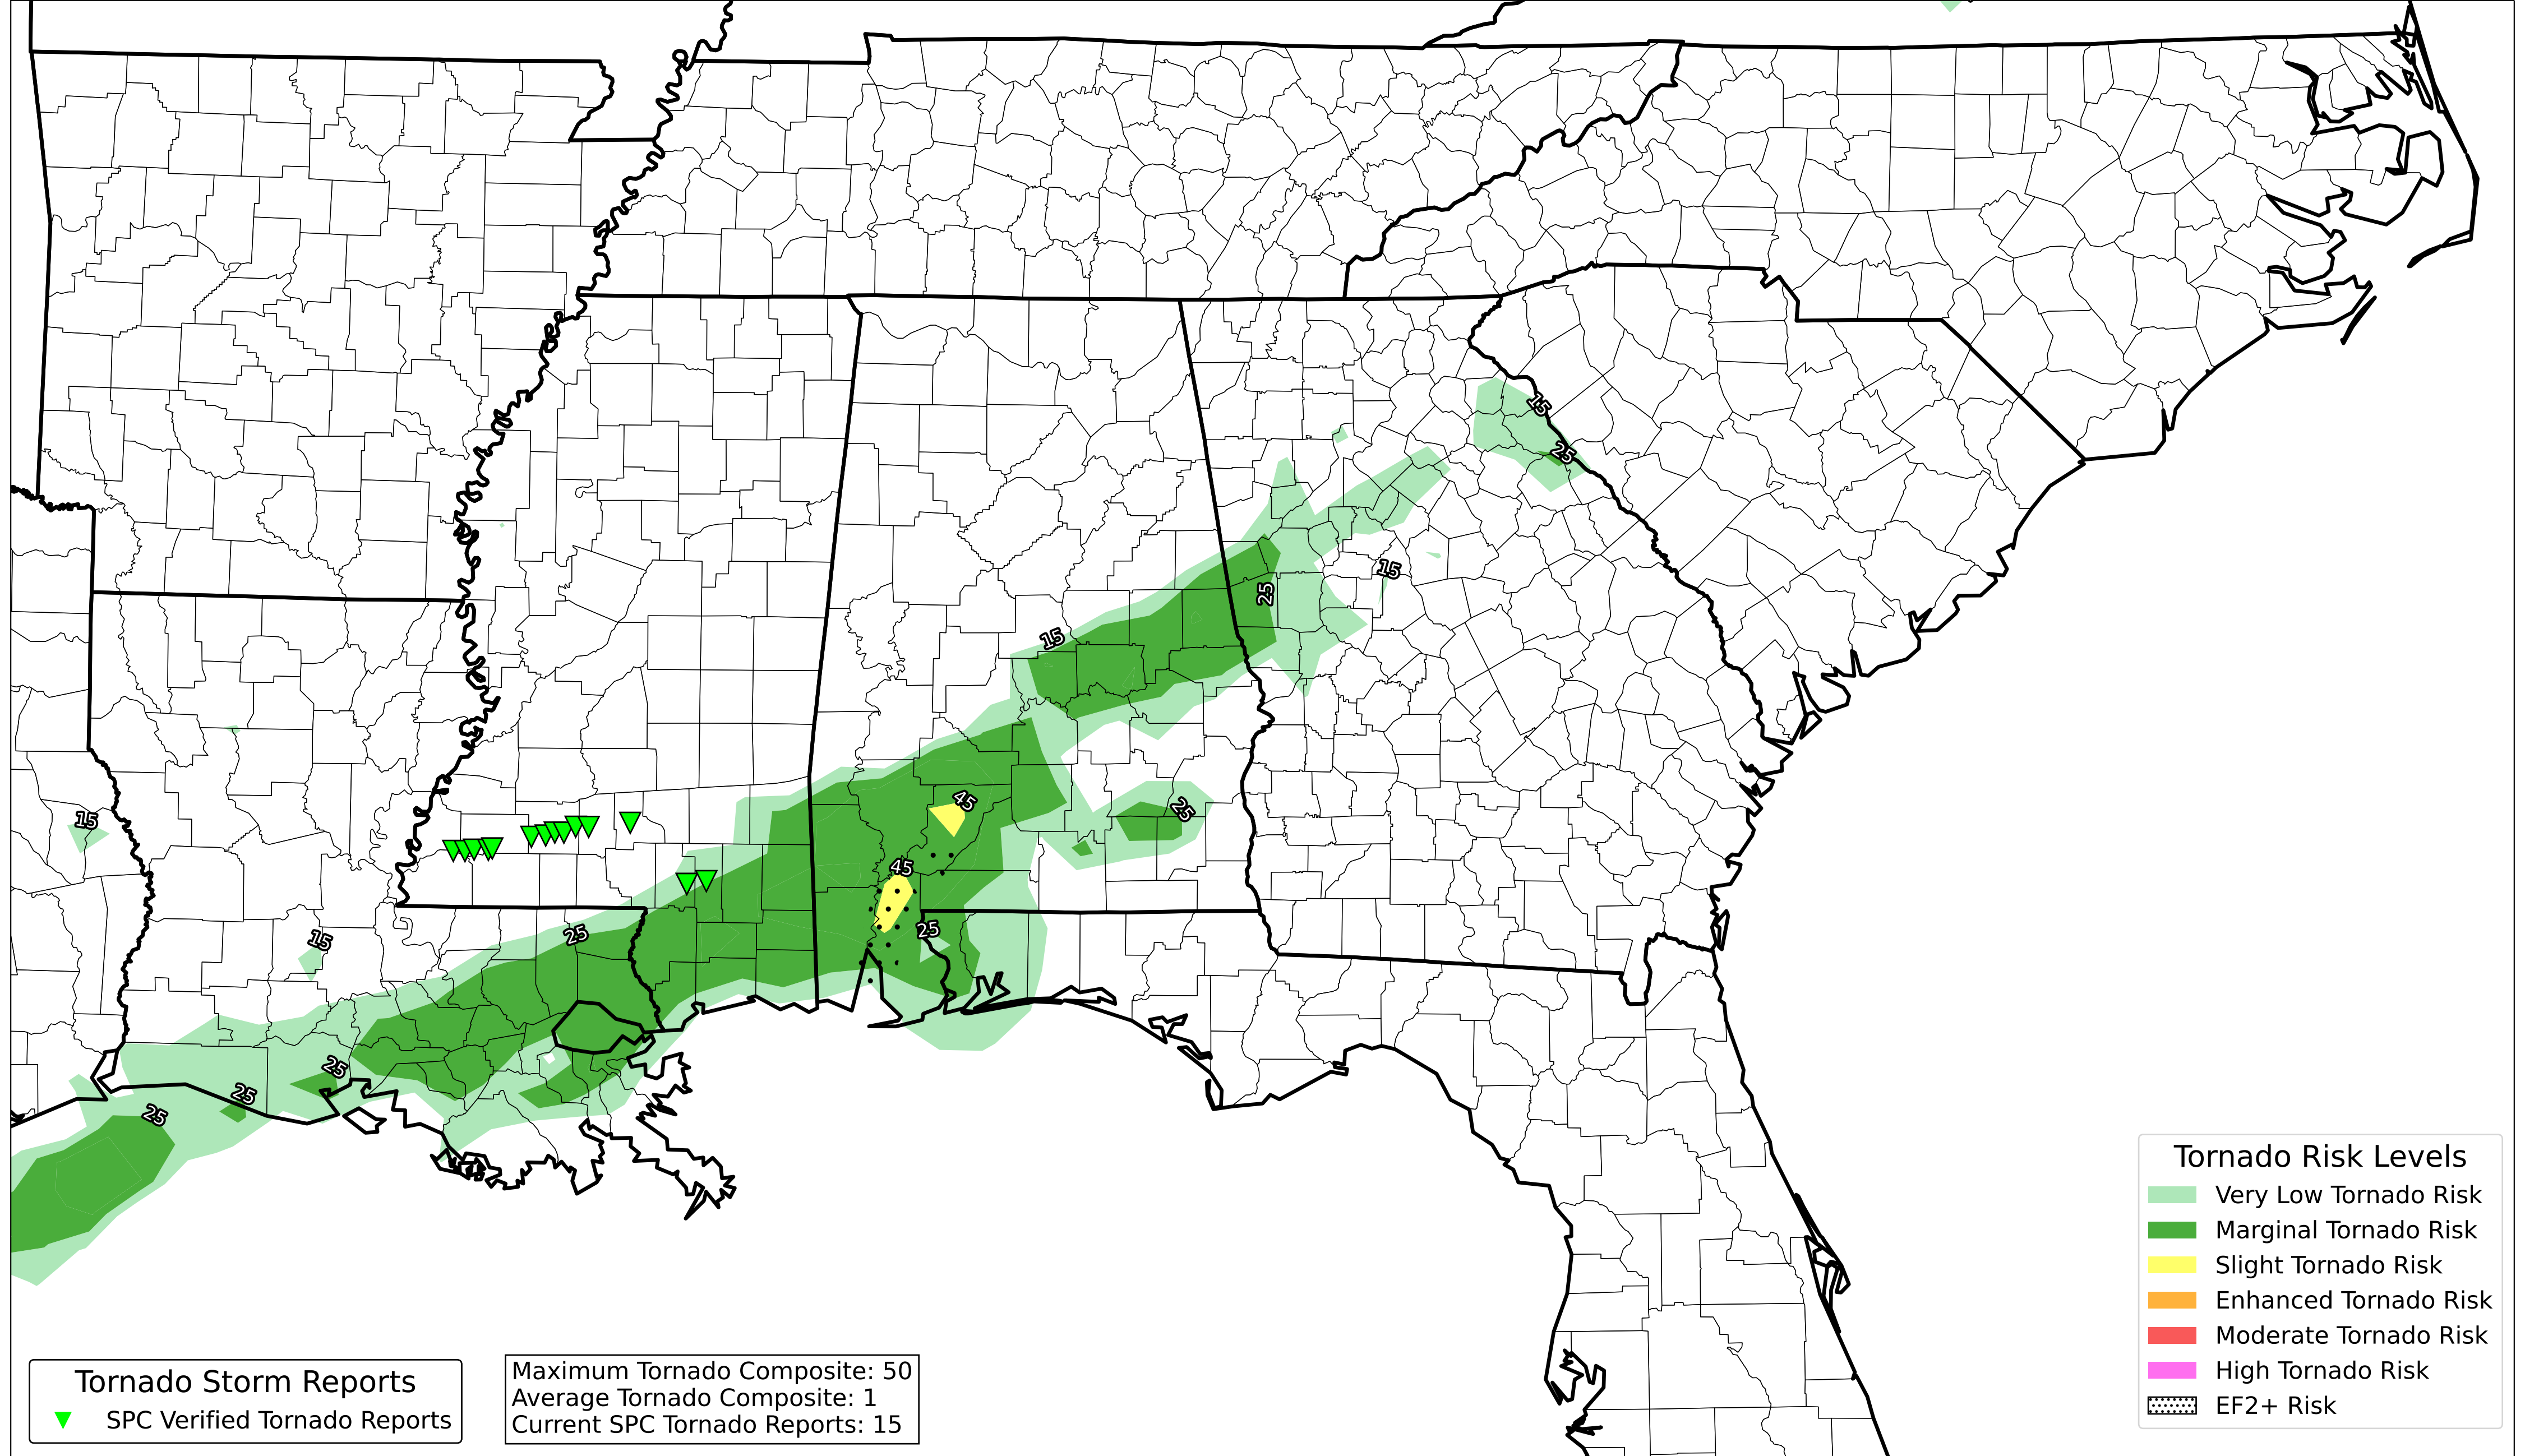 15
25
15
25
15
25
15
45
45
25
25
15
25
25
25
Tornado Storm Reports
SPC Verified Tornado Reports
Maximum Tornado Composite: 50
Average Tornado Composite: 1
Current SPC Tornado Reports: 15
Tornado Risk Levels
Very Low Tornado Risk
Marginal Tornado Risk
Slight Tornado Risk
Enhanced Tornado Risk
Moderate Tornado Risk
High Tornado Risk
EF2+ Risk